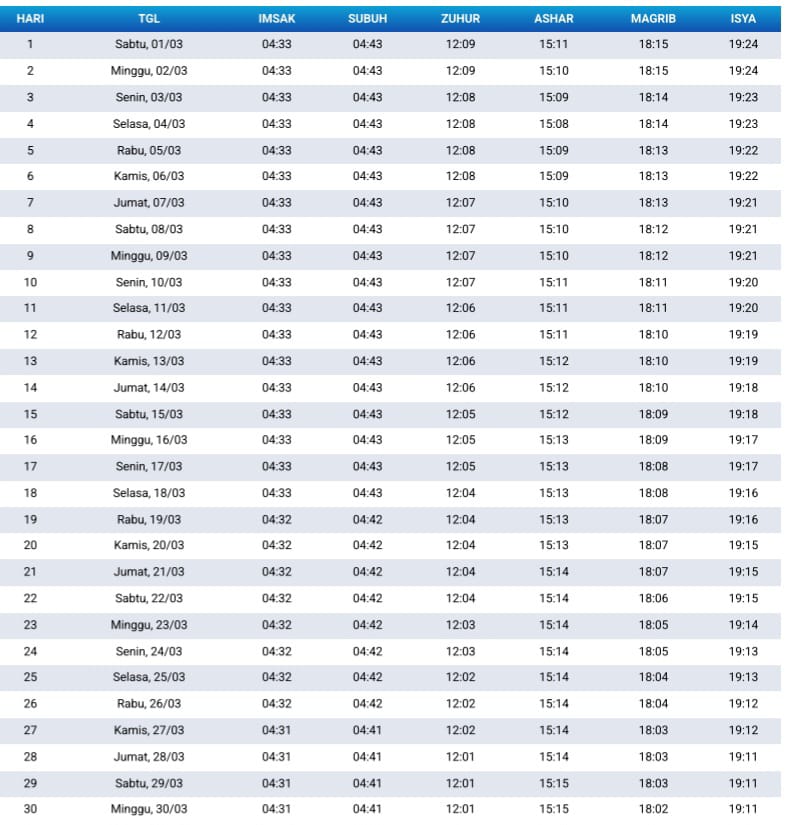 HARI TGL IMSAK SUBUH ZUHUR ASHAR MAGRIB ISYA
1 Sabtu, 01/03 04:33 04:43 12:09 15:11 18:15 19:24
2 Minggu, 02/03 04:33 04:43 12:09 15:10 18:15 19:24
3 Senin, 03/03 04:33 04:43 12:08 15:09 18:14 19:23
4 Selasa, 04/03 04:33 04:43 12:08 15:08 18:14 19:23
5 Rabu, 05/03 04:33 04:43 12:08 15:09 18:13 19:22
6 Kamis, 06/03 04:33 04:43 12:08 15:09 18:13 19:22
7 Jumat, 07/03 04:33 04:43 12:07 15:10 18:13 19:21
8 Sabtu, 08/03 04:33 04:43 12:07 15:10 18:12 19:21
9 Minggu, 09/03 04:33 04:43 12:07 15:10 18:12 19:21
10 Senin, 10/03 04:33 04:43 12:07 15:11 18:11 19:20
11 Selasa, 11/03 04:33 04:43 12:06 15:11 18:11 19:20
12 Rabu, 12/03 04:33 04:43 12:06 15:11 18:10 19:19
13 Kamis, 13/03 04:33 04:43 12:06 15:12 18:10 19:19
14 Jumat, 14/03 04:33 04:43 12:06 15:12 18:10 19:18
15 Sabtu, 15/03 04:33 04:43 12:05 15:12 18:09 19:18
16 Minggu, 16/03 04:33 04:43 12:05 15:13 18:09 19:17
17 Senin, 17/03 04:33 04:43 12:05 15:13 18:08 19:17
18 Selasa, 18/03 04:33 04:43 12:04 15:13 18:08 19:16
19 Rabu, 19/03 04:32 04:42 12:04 15:13 18:07 19:16
20 Kamis, 20/03 04:32 04:42 12:04 15:13 18:07 19:15
21 Jumat, 21/03 04:32 04:42 12:04 15:14 18:07 19:15
22 Sabtu, 22/03 04:32 04:42 12:04 15:14 18:06 19:15
23 Minggu, 23/03 04:32 04:42 12:03 15:14 18:05 19:14
24 Senin, 24/03 04:32 04:42 12:03 15:14 18:05 19:13
25 Selasa, 25/03 04:32 04:42 12:02 15:14 18:04 19:13
26 Rabu, 26/03 04:32 04:42 12:02 15:14 18:04 19:12
27 Kamis, 27/03 04:31 04:41 12:02 15:14 18:03 19:12
28 Jumat, 28/03 04:31 04:41 12:01 15:14 18:03 19:11
29 Sabtu, 29/03 04:31 04:41 12:01 15:15 18:03 19:11
30 Minggu, 30/03 04:31 04:41 12:01 15:15 18:02 19:11